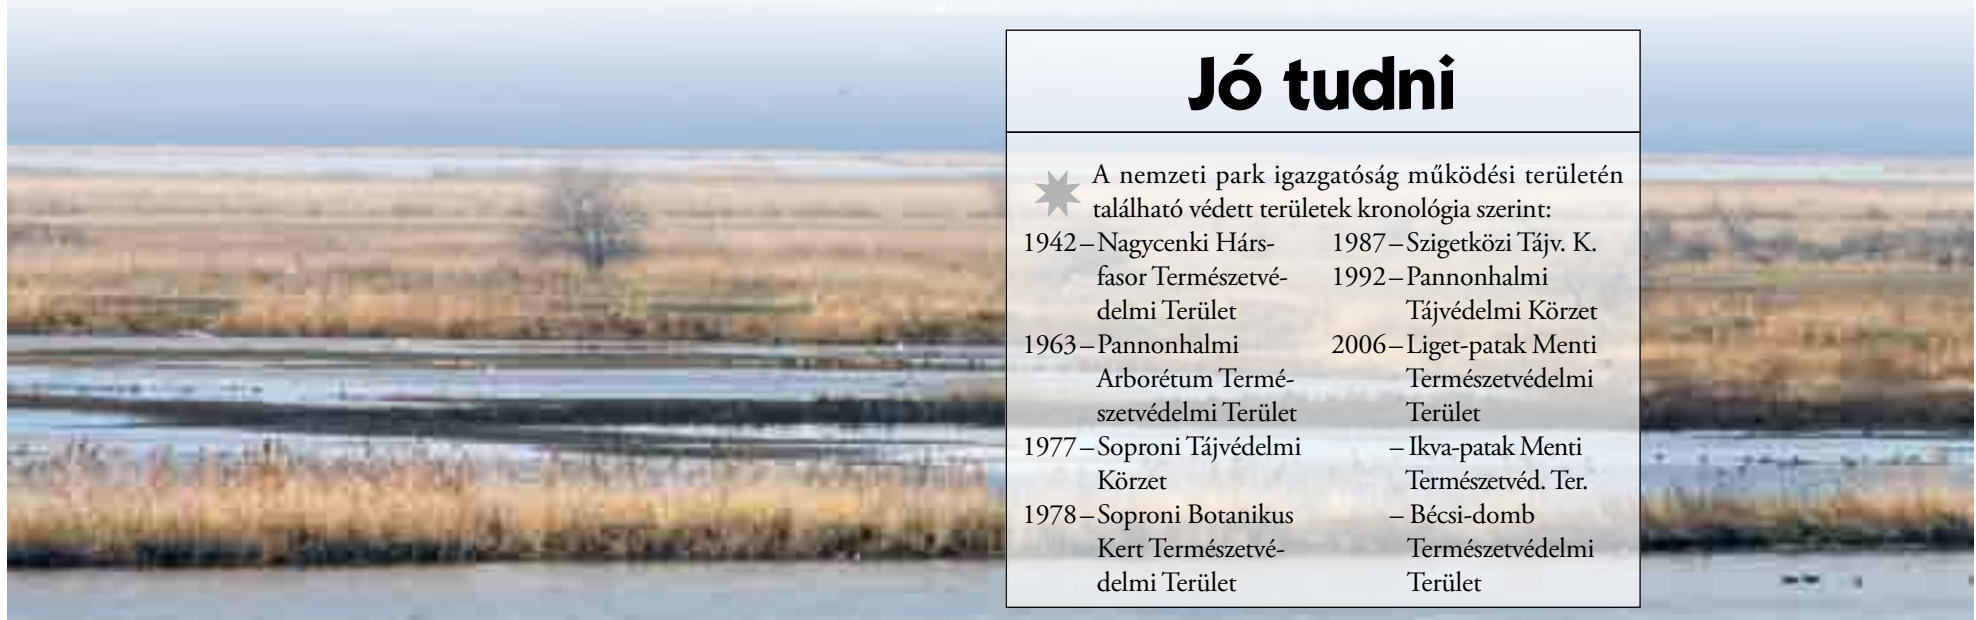 Jó tudni
A nemzeti park igazgatóság működési területén
található védett területek kronológia szerint:
1942 – Nagycenki Hárs-
fasor Természetvé-
delmi Terület
1963 – Pannonhalmi
Arborétum Termé-
szetvédelmi Terület
1977 – Soproni Tájvédelmi
Körzet
1978 – Soproni Botanikus
Kert Természetvé-
delmi Terület
1987 – Szigetközi Tájv. K.
1992 – Pannonhalmi
Tájvédelmi Körzet
2006 – Liget-patak Menti
Természetvédelmi
Terület
– Ikva-patak Menti
Természetvéd. Ter.
– Bécsi-domb
Természetvédelmi
Terület